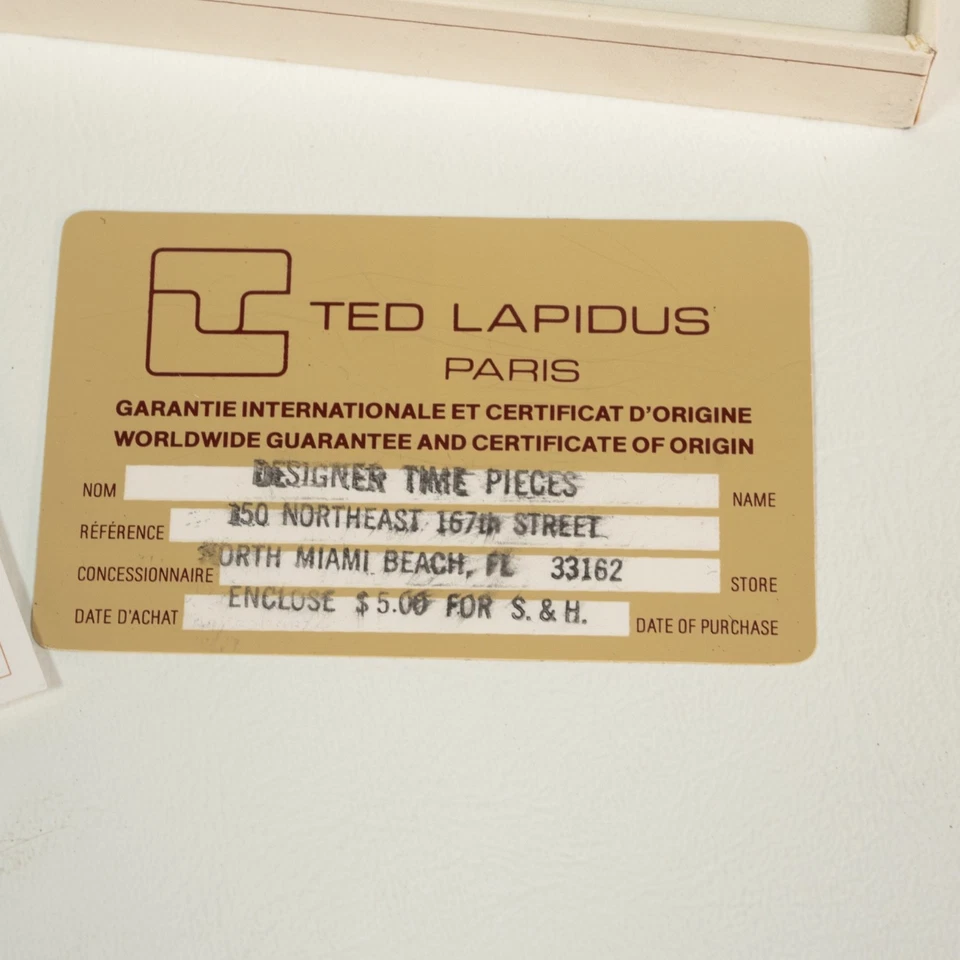 TED LAPIDUS
PARIS
GARANTIE INTERNATIONALE ET CERTIFICAT D'ORIGINE
WORLDWIDE GUARANTEE AND CERTIFICATE OF ORIGIN
NOM DESIGNER TIME PIECES NAME
RÉFÉRENCE NORTHEAST 167th STREET
CONCESSIONNAIRE NORTH MIAMI BEACH, FL 33162 STORE
DATE D'ACHAT ENCLOSE $5.00 FOR S. & H. DATE OF PURCHASE